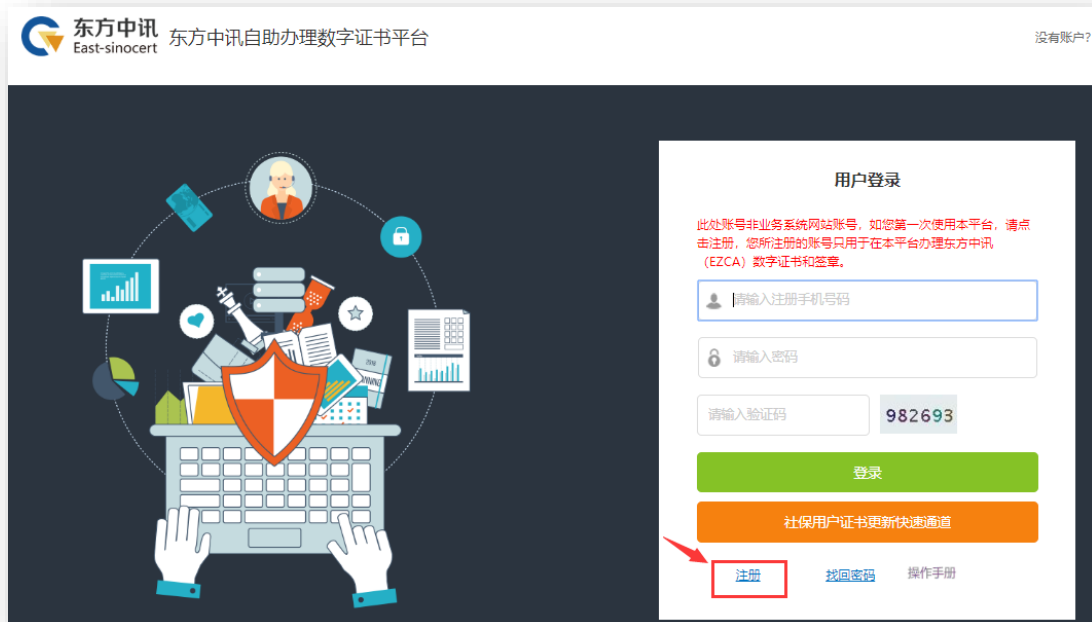 东方中讯
East-sinocert
东方中讯自助办理数字证书平台
没有账户?
用户登录
此处账号非业务系统网站账号，如您第一次使用本平台，请点
击注册，您所注册的账号只用于在本平台办理东方中讯
（EZCA）数字证书和签章。
请输入注册手机号码
请输入密码
请输入验证码
982693
登录
社保用户证书更新快速通道
注册
找回密码
操作手册